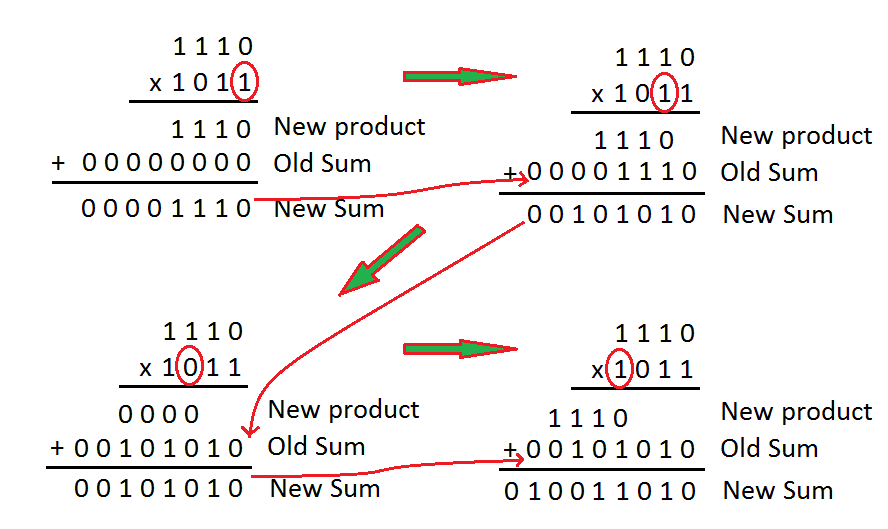 1 1 1 0
x 1 0 1 1
1 1 1 0 New product
+ 0 0 0 0 0 0 0 0 Old Sum
0 0 0 0 1 1 1 0 New Sum
1 1 1 0
x 1 0 1 1
1 1 1 0 New product
+ 0 0 0 0 1 1 1 0 Old Sum
0 0 1 0 1 0 1 0 New Sum
1 1 1 0
x 1 0 1 1
0 0 0 0 New product
+ 0 0 1 0 1 0 1 0 Old Sum
0 0 1 0 1 0 1 0 New Sum
1 1 1 0
x 1 0 1 1
1 1 1 0 New product
+ 0 0 1 0 1 0 1 0 Old Sum
0 1 0 0 1 1 0 1 0 New Sum